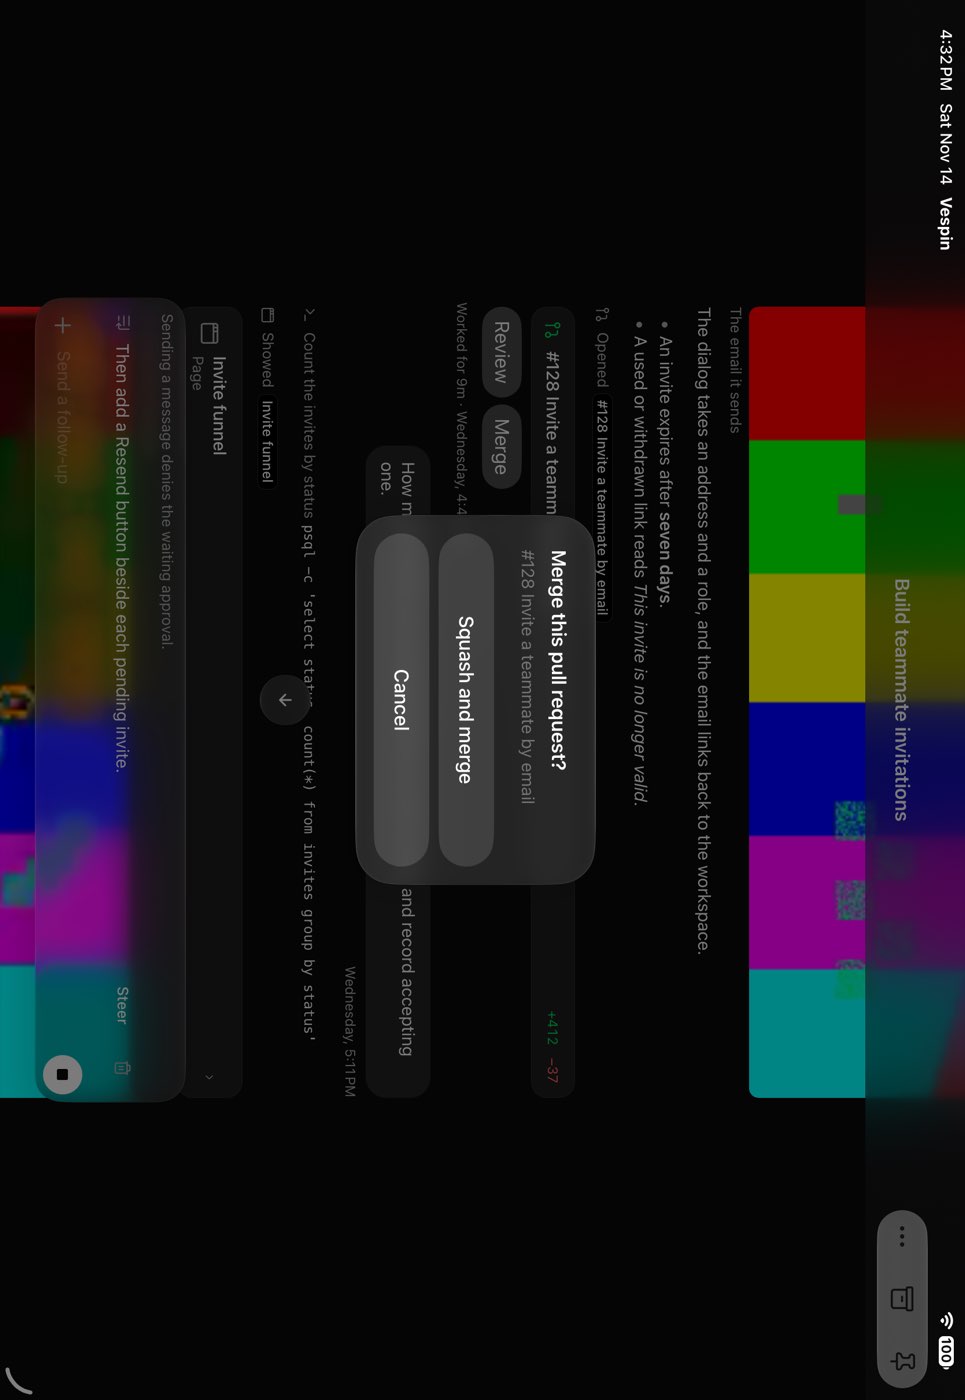 4:32 PM Sat Nov 14 Vespin
100
Build teammate invitations
The email it sends
The dialog takes an address and a role, and the email links back to the workspace.
• An invite expires after seven days.
• A used or withdrawn link reads This invite is no longer valid.
Opened #128 Invite a teammate by email
#128 Invite a +412 −37
Review Merge
Worked for 9m · Wednesday,
Merge this pull request?
#128 Invite a teammate by email
Squash and merge
Cancel
How and record accepting
one.
Wednesday, 5:11 PM
Count the invites by status psql -c 'select count(*) from invites group by status'
Showed Invite funnel
Invite funnel
Page
Sending a message denies the waiting approval.
Then add a Resend button beside each pending invite. Steer
Send a follow-up